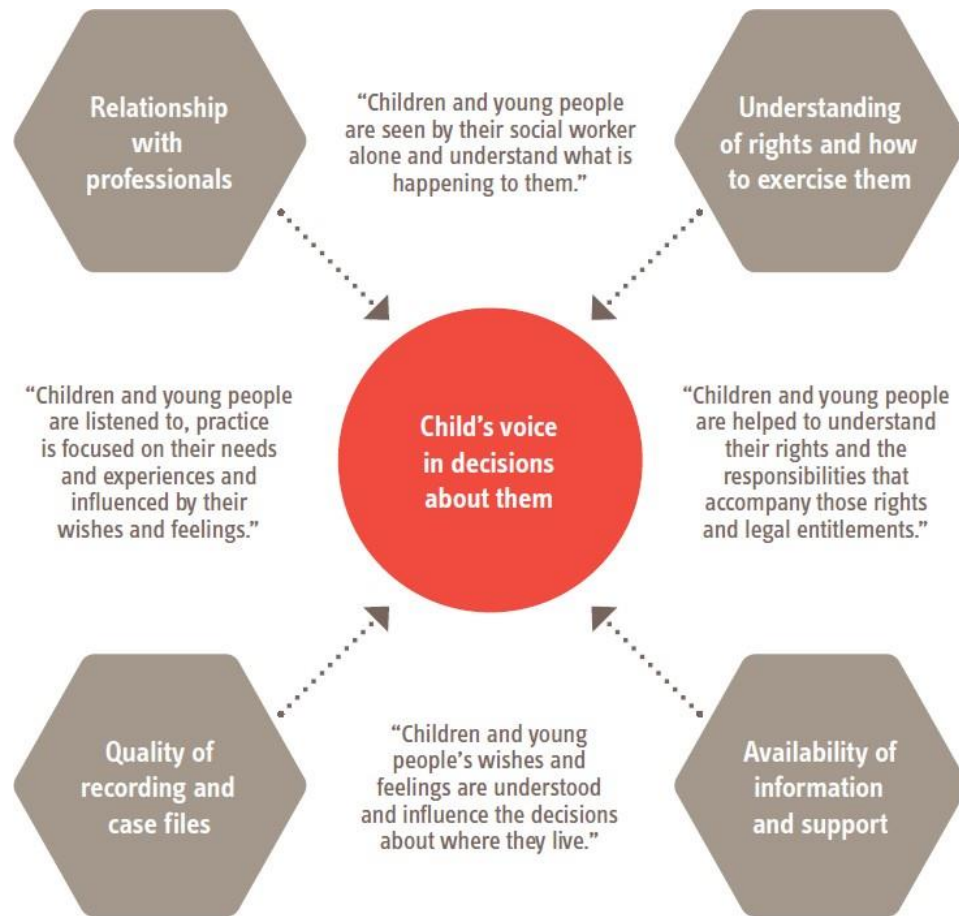 Relationship
with
professionals
“Children and young people
are seen by their social worker
alone and understand what is
happening to them.”
Understanding
of rights and how
to exercise them
“Children and young people
are listened to, practice
is focused on their needs
and experiences and
influenced by their
wishes and feelings.”
Child’s voice
in decisions
about them
“Children and young people
are helped to understand
their rights and the
responsibilities that
accompany those rights
and legal entitlements.”
Quality of
recording and
case files
“Children and young
people’s wishes and
feelings are understood
and influence the decisions
about where they live.”
Availability of
information
and support